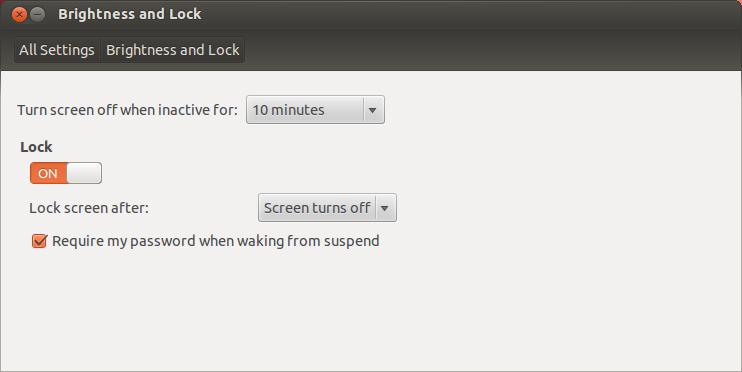 Brightness and Lock
All Settings Brightness and Lock
Turn screen off when inactive for: 10 minutes
Lock
ON
Lock screen after: Screen turns off
Require my password when waking from suspend